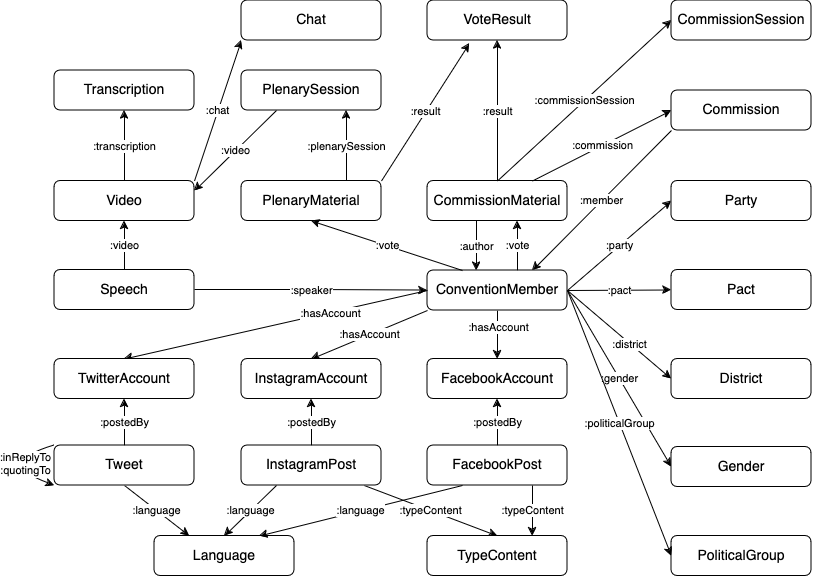 Chat
VoteResult
CommissionSession
Transcription
PlenarySession
:chat
:result
:result
:commissionSession
Commission
:transcription
:video
:plenarySession
:commission
Video
PlenaryMaterial
CommissionMaterial
:member
Party
:video
:vote
:author
:vote
:party
Speech
:speaker
ConventionMember
:pact
Pact
:hasAccount
:hasAccount
:hasAccount
:district
TwitterAccount
InstagramAccount
FacebookAccount
:gender
District
:postedBy
:postedBy
:postedBy
:politicalGroup
:inReplyTo
:quotingTo
Tweet
InstagramPost
FacebookPost
Gender
:language
:language
:language
:typeContent
:typeContent
Language
TypeContent
PoliticalGroup